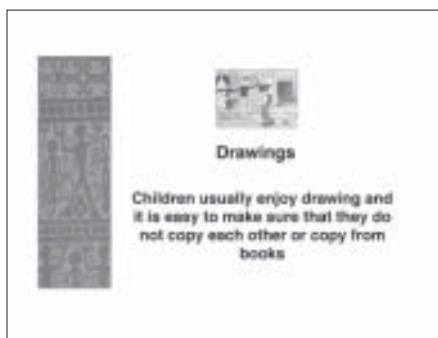 Drawings
Children usually enjoy drawing and
it is easy to make sure that they do
not copy each other or copy from
books